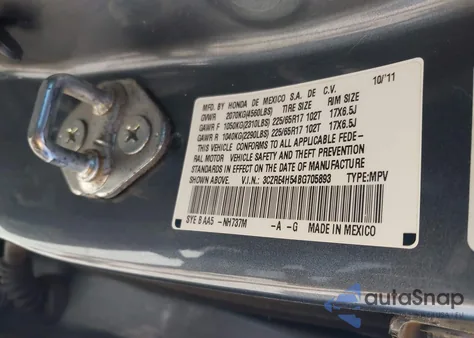 MFD. BY HONDA DE MEXICO S.A. DE C.V. 10/'11
GVWR 2070KG(4560LBS) TIRE SIZE RIM SIZE
GAWR F 1050KG(2310LBS) 225/65R17 102T 17X6.5J
GAWR R 1040KG(2290LBS) 225/65R17 102T 17X6.5J
THIS VEHICLE CONFORMS TO ALL APPLICABLE FEDE-
RAL MOTOR VEHICLE SAFETY AND THEFT PREVENTION
STANDARDS IN EFFECT ON THE DATE OF MANUFACTURE
SHOWN ABOVE. V.I.N.: 3CZRE4H54BG705893 TYPE:MPV
SYE B AA5 -NH737M -A -G MADE IN MEXICO
autoSnap